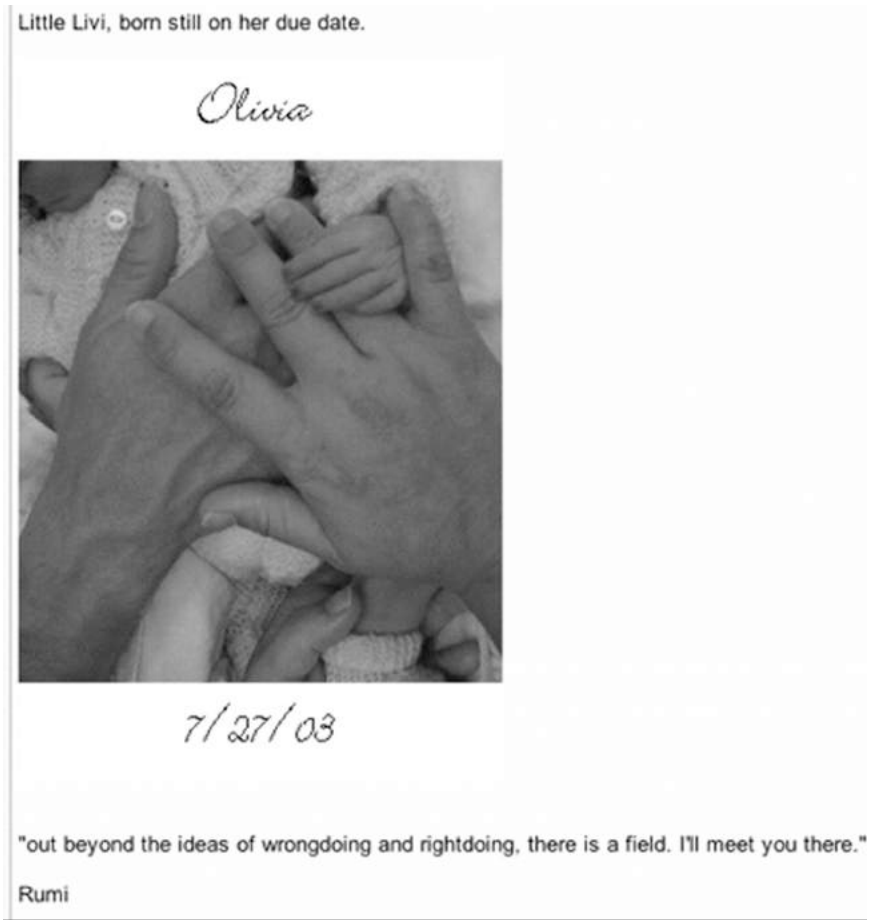 Little Livi, born still on her due date.
Olivia
7/27/03
"out beyond the ideas of wrongdoing and rightdoing, there is a field. I'll meet you there."
Rumi